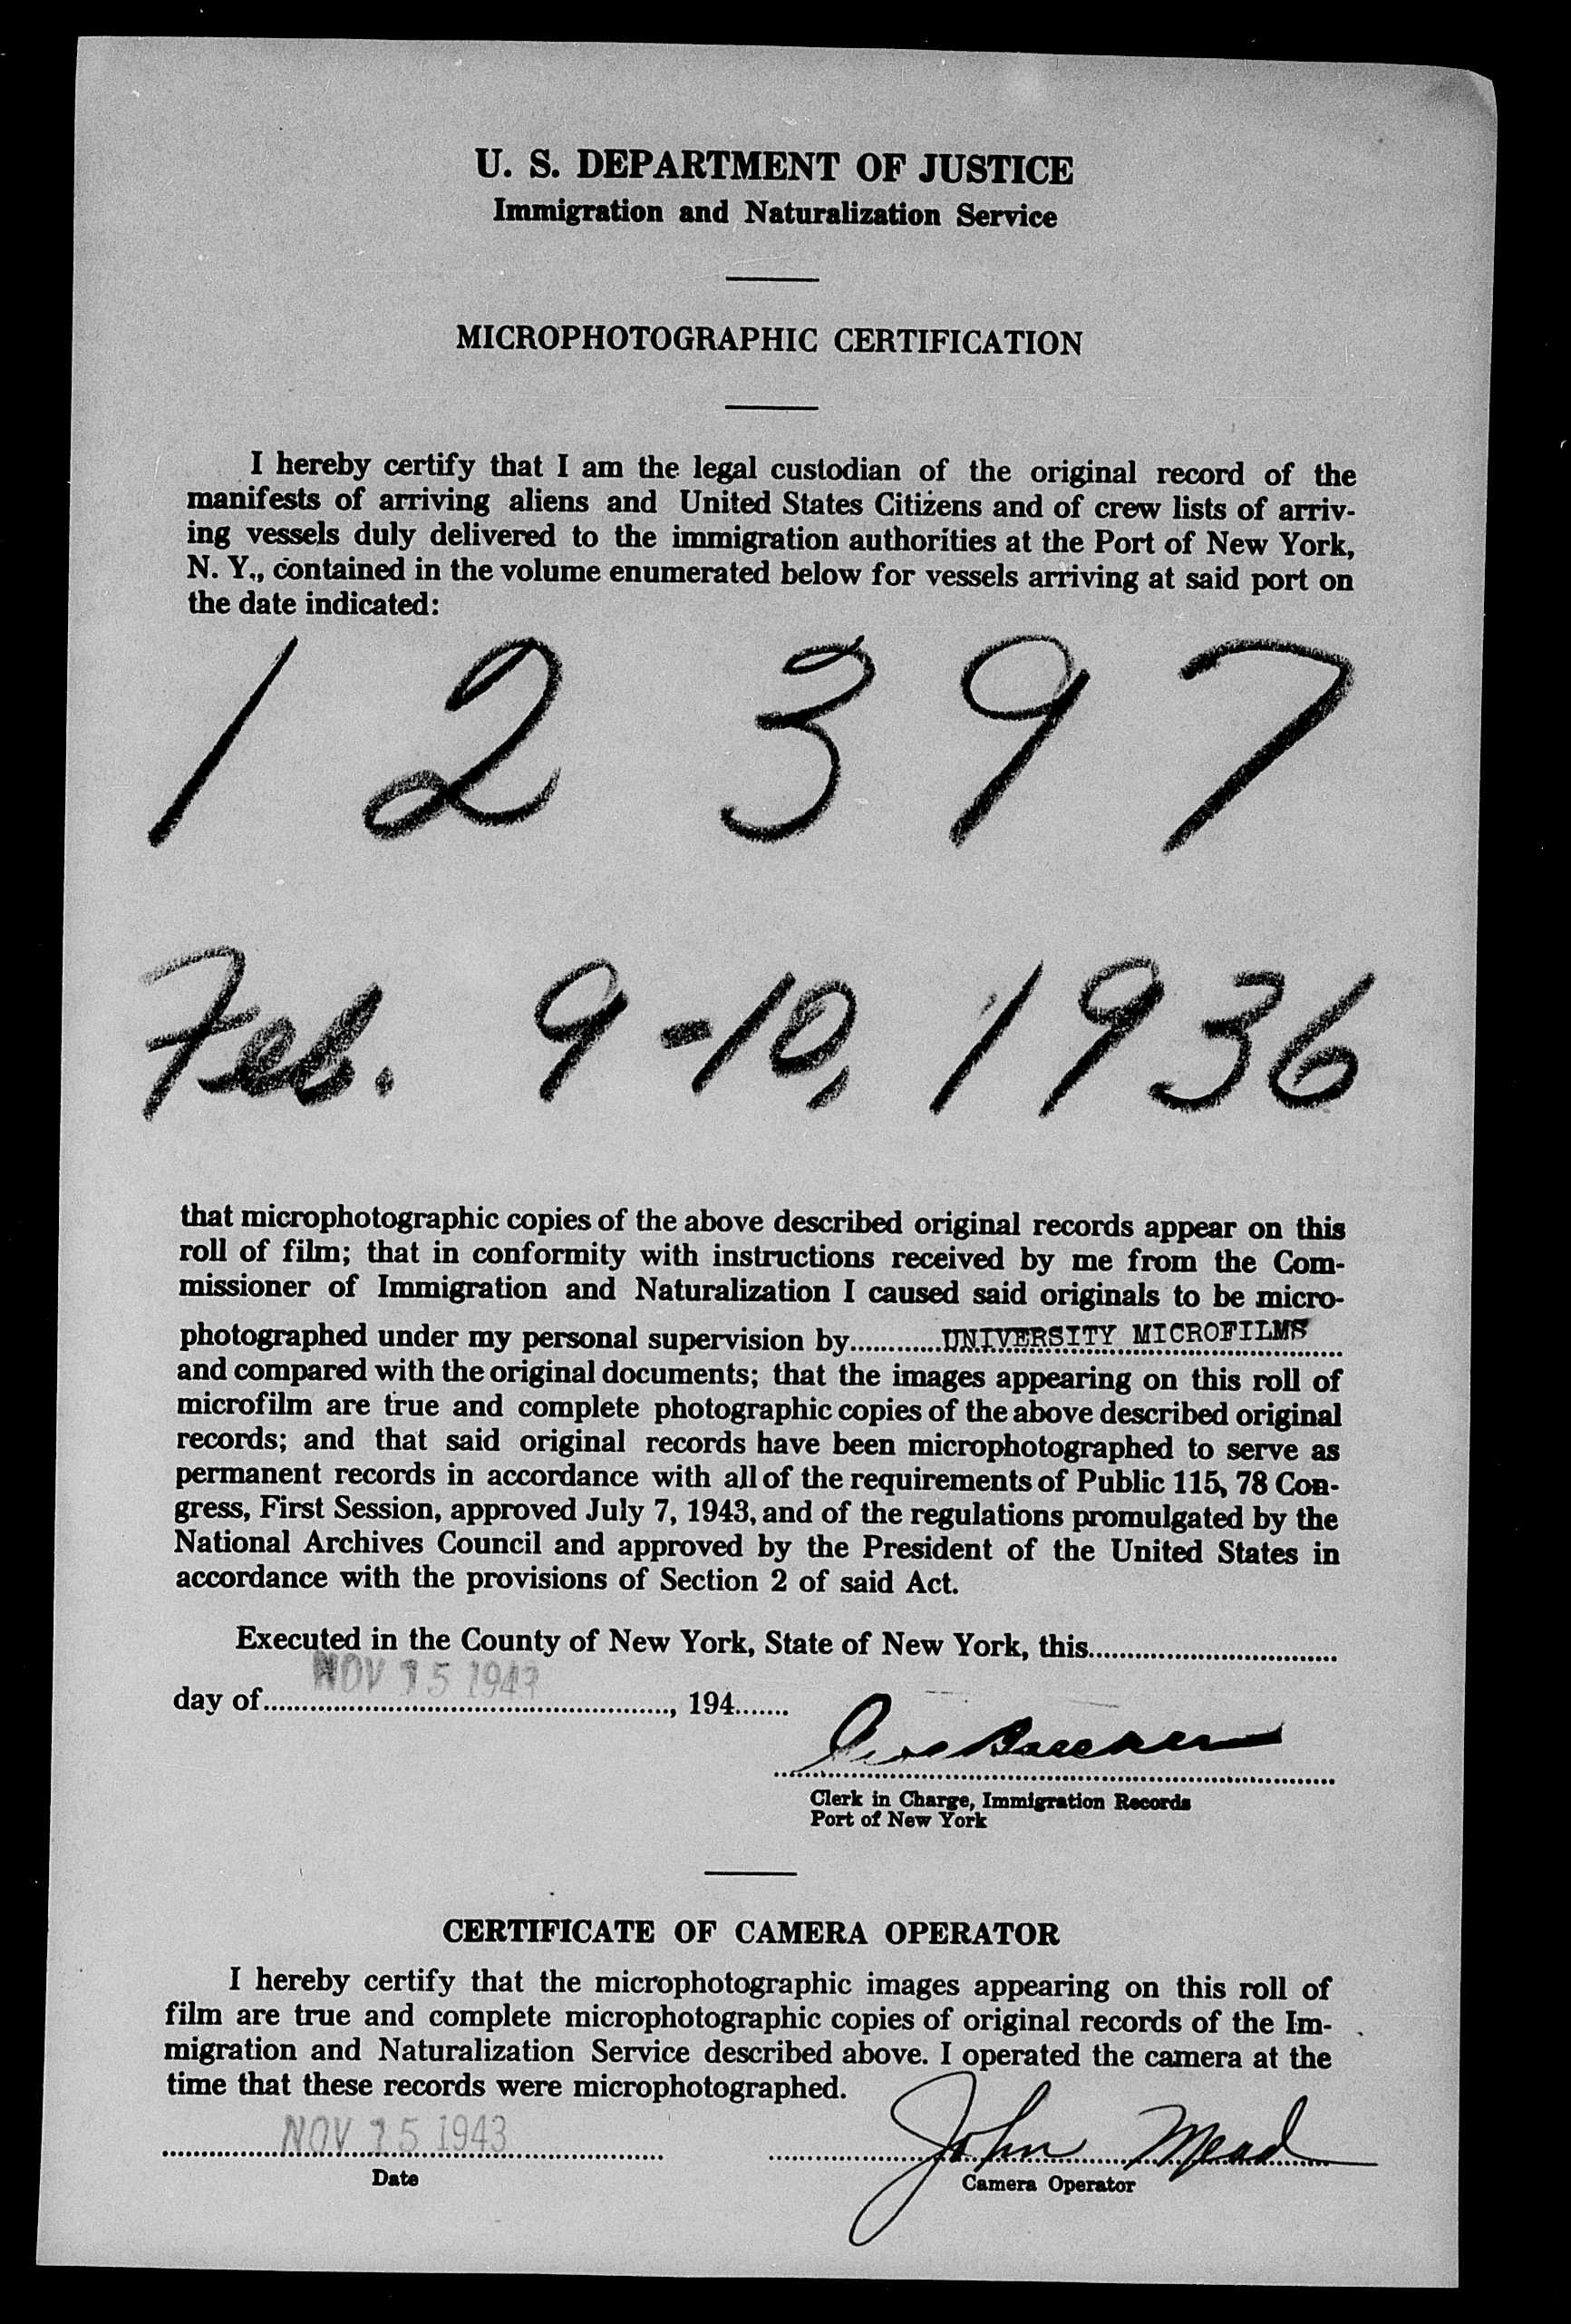 U. S. DEPARTMENT OF JUSTICE
Immigration and Naturalization Service
MICROPHOTOGRAPHIC CERTIFICATION
I hereby certify that I am the legal custodian of the original record of the
manifests of arriving aliens and United States Citizens and of crew lists of arriv-
ing vessels duly delivered to the immigration authorities at the Port of New York,
N. Y., contained in the volume enumerated below for vessels arriving at said port on
the date indicated:
1 2 3 9 7
Feb. 9-10, 1936
that microphotographic copies of the above described original records appear on this
roll of film; that in conformity with instructions received by me from the Com-
missioner of Immigration and Naturalization I caused said originals to be micro-
photographed under my personal supervision by............UNIVERSITY MICROFILMS
and compared with the original documents; that the images appearing on this roll of
microfilm are true and complete photographic copies of the above described original
records; and that said original records have been microphotographed to serve as
permanent records in accordance with all of the requirements of Public 115, 78 Con-
gress, First Session, approved July 7, 1943, and of the regulations promulgated by the
National Archives Council and approved by the President of the United States in
accordance with the provisions of Section 2 of said Act.
Executed in the County of New York, State of New York, this................................
NOV 15 1943
day of...................................................., 194.......
Clerk in Charge, Immigration Records
Port of New York
CERTIFICATE OF CAMERA OPERATOR
I hereby certify that the microphotographic images appearing on this roll of
film are true and complete microphotographic copies of original records of the Im-
migration and Naturalization Service described above. I operated the camera at the
time that these records were microphotographed.
NOV 15 1943 John Mead
Date Camera Operator